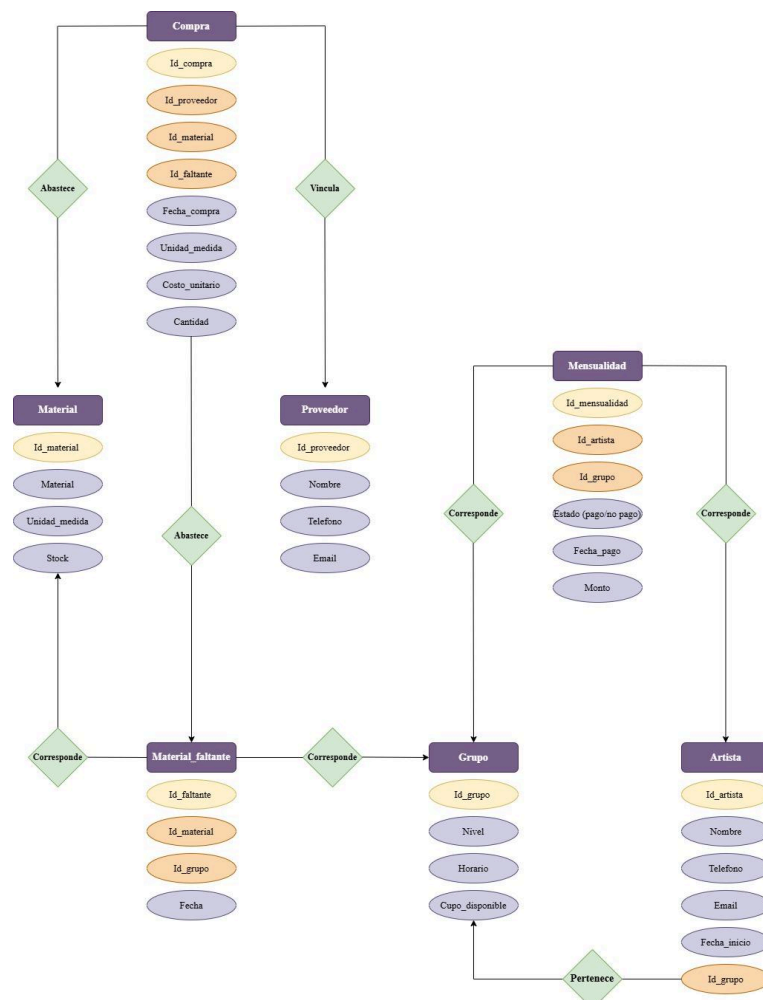 Compra
Id_compra
Id_proveedor
Id_material
Id_faltante
Fecha_compra
Unidad_medida
Costo_unitario
Cantidad
Abastece
Vincula
Material
Id_material
Material
Unidad_medida
Stock
Proveedor
Id_proveedor
Nombre
Telefono
Email
Abastece
Mensualidad
Id_mensualidad
Id_artista
Id_grupo
Estado (pago/no pago)
Fecha_pago
Monto
Corresponde
Corresponde
Corresponde
Material_faltante
Id_faltante
Id_material
Id_grupo
Fecha
Corresponde
Grupo
Id_grupo
Nivel
Horario
Cupo_disponible
Artista
Id_artista
Nombre
Telefono
Email
Fecha_inicio
Id_grupo
Pertenece